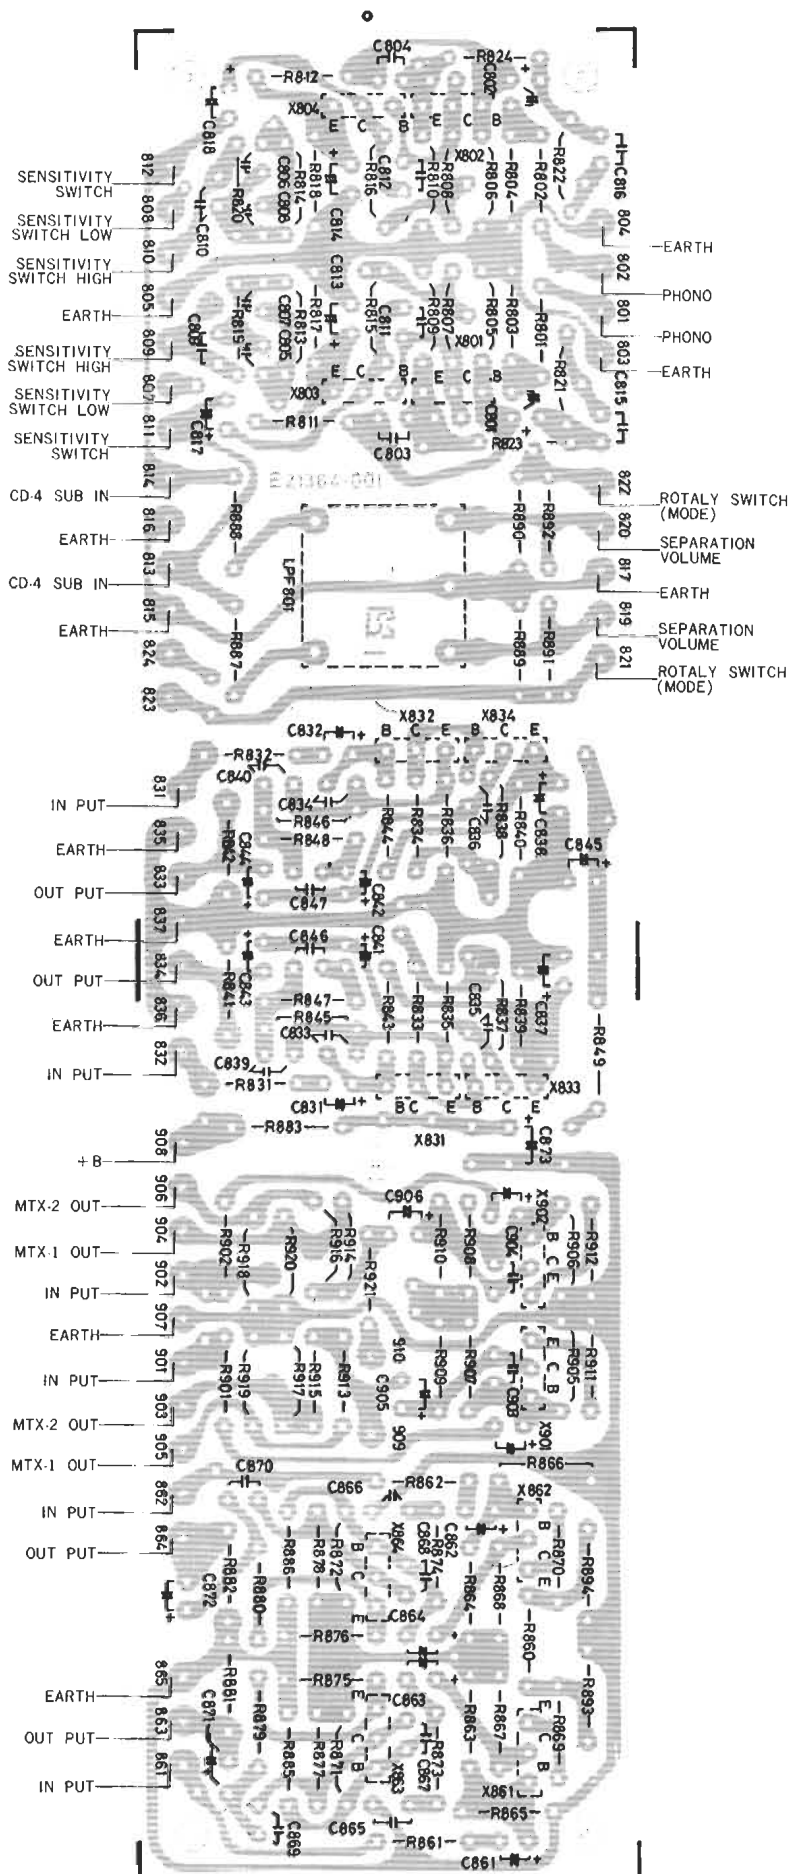 C804
R824
+
R812
C802
+
X804
E C B
E C B
C818
X802
R822
C816
812
SENSITIVITY
SWITCH
808
SENSITIVITY
SWITCH LOW
810
SENSITIVITY
SWITCH HIGH
805
EARTH
809
SENSITIVITY
SWITCH HIGH
807
SENSITIVITY
SWITCH LOW
811
SENSITIVITY
SWITCH
C810
R820
C806
C808
R814
R818
+
C814
R816
C812
R810
R808
R806
R804
R802
804
EARTH
802
PHONO
801
PHONO
803
EARTH
C815
C813
R815
C807
C805
R813
R817
+
R815
C811
R809
R807
X801
R805
R803
R801
R821
E C B
E C B
X803
C817
+
R811
C803
C801
R823
+
814
CD-4 SUB IN
816
EARTH
813
CD-4 SUB IN
815
EARTH
824
823
R888
R887
LPF801
R890
R892
R889
R891
822
ROTALY SWITCH
(MODE)
820
SEPARATION
VOLUME
817
EARTH
819
SEPARATION
VOLUME
821
ROTALY SWITCH
(MODE)
C832
+
X832
X834
B C E
B C E
R832
C840
831
IN PUT
835
EARTH
833
OUT PUT
837
EARTH
834
OUT PUT
836
EARTH
832
IN PUT
C834
R846
R848
R842
C844
+
C847
C842
+
R844
R834
R836
C836
R838
R840
+
C838
C845
+
C846
C841
+
R841
C843
+
R847
R845
C833
R843
R833
R835
C835
R837
R839
C837
+
R849
C839
R831
C831
+
B C E
B C E
X833
R883
X831
+
C873
908
+B
906
MTX-2 OUT
904
MTX-1 OUT
902
IN PUT
907
EARTH
901
IN PUT
903
MTX-2 OUT
905
MTX-1 OUT
C906
+
+
X902
R902
R918
R920
R916
R914
R921
R910
R908
C904
B C E
R906
R912
R901
R919
R917
R915
R913
C905
910
909
R909
+
R907
C903
E C B
R905
R911
X901
+
R866
C870
862
IN PUT
864
OUT PUT
C866
R862
X862
R882
R880
C872
+
R886
R878
R872
X864
B C E
C868
R874
C862
+
R864
R868
B C E
R870
R894
C864
R876
+
R860
865
EARTH
863
OUT PUT
861
IN PUT
R881
R879
C871
R875
C863
+
R885
R877
R871
E C B
X863
C867
R873
R863
R867
E C B
R869
R893
X861
R865
C869
C865
R861
C861
+